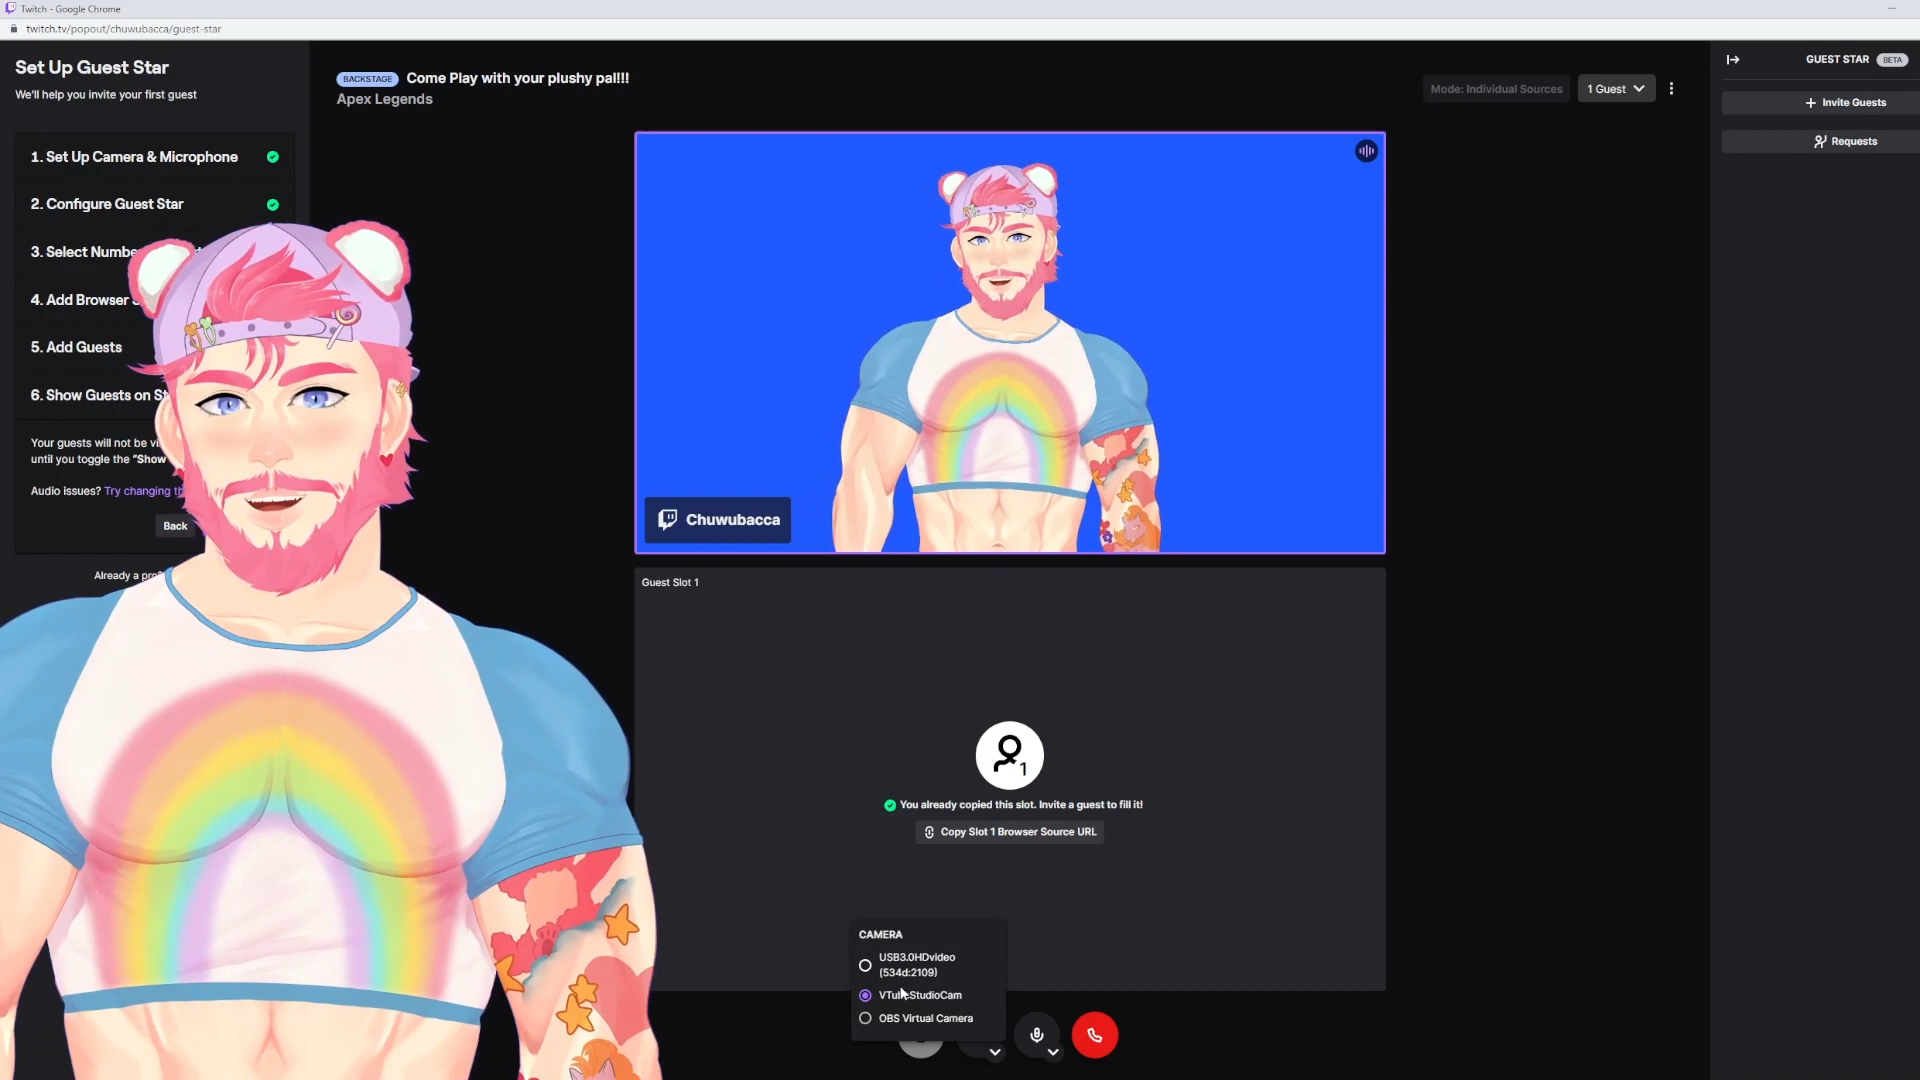 Twitch - Google Chrome
twitch.tv/popout/chuwubacca/guest-star
Set Up Guest Star
We'll help you invite your first guest
1. Set Up Camera & Microphone
2. Configure Guest Star
3. Select
4. Add Browser
5. Add Guests
6. Show Guests on
Your guests will not be
until you toggle the "Show
Audio issues? Try changing
Back
Already a
BACKSTAGE Come Play with your plushy pal!!!
Apex Legends
Mode: Individual Sources
1 Guest
Chuwubacca
Guest Slot 1
1
You already copied this slot. Invite a guest to fill it!
Copy Slot 1 Browser Source URL
CAMERA
USB3.0HDvideo
(534d:2109)
OBS Virtual Camera
GUEST STAR BETA
Invite Guests
Requests